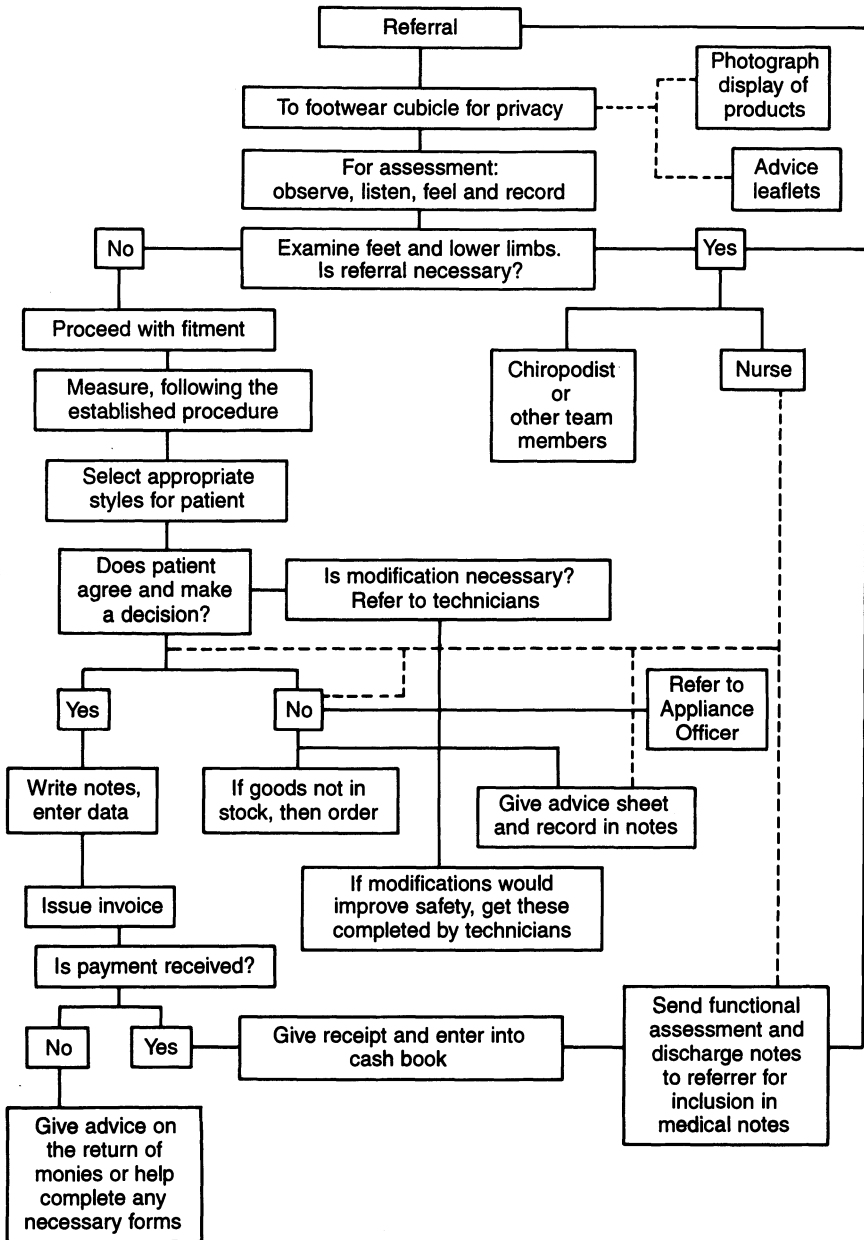 Referral
Photograph
display of
products
To footwear cubicle for privacy
For assessment:
observe, listen, feel and record
Advice
leaflets
No
Examine feet and lower limbs.
Is referral necessary?
Yes
Proceed with fitment
Chiropodist
or
other team
members
Nurse
Measure, following the
established procedure
Select appropriate
styles for patient
Does patient
agree and make
a decision?
Is modification necessary?
Refer to technicians
Yes
No
Refer to
Appliance
Officer
Write notes,
enter data
If goods not in
stock, then order
Give advice sheet
and record in notes
If modifications would
improve safety, get these
completed by technicians
Issue invoice
Is payment received?
No
Yes
Give receipt and enter into
cash book
Send functional
assessment and
discharge notes
to referrer for
inclusion in
medical notes
Give advice on
the return of
monies or help
complete any
necessary forms